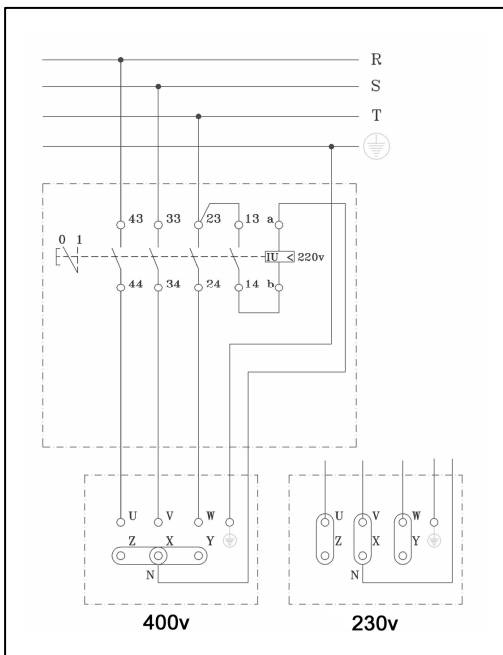 R
S
T
43 33 23 13 a
0 1
IU < 220v
44 34 24 14 b
U V W U V W
Z X Y Z X Y
N N
400v 230v